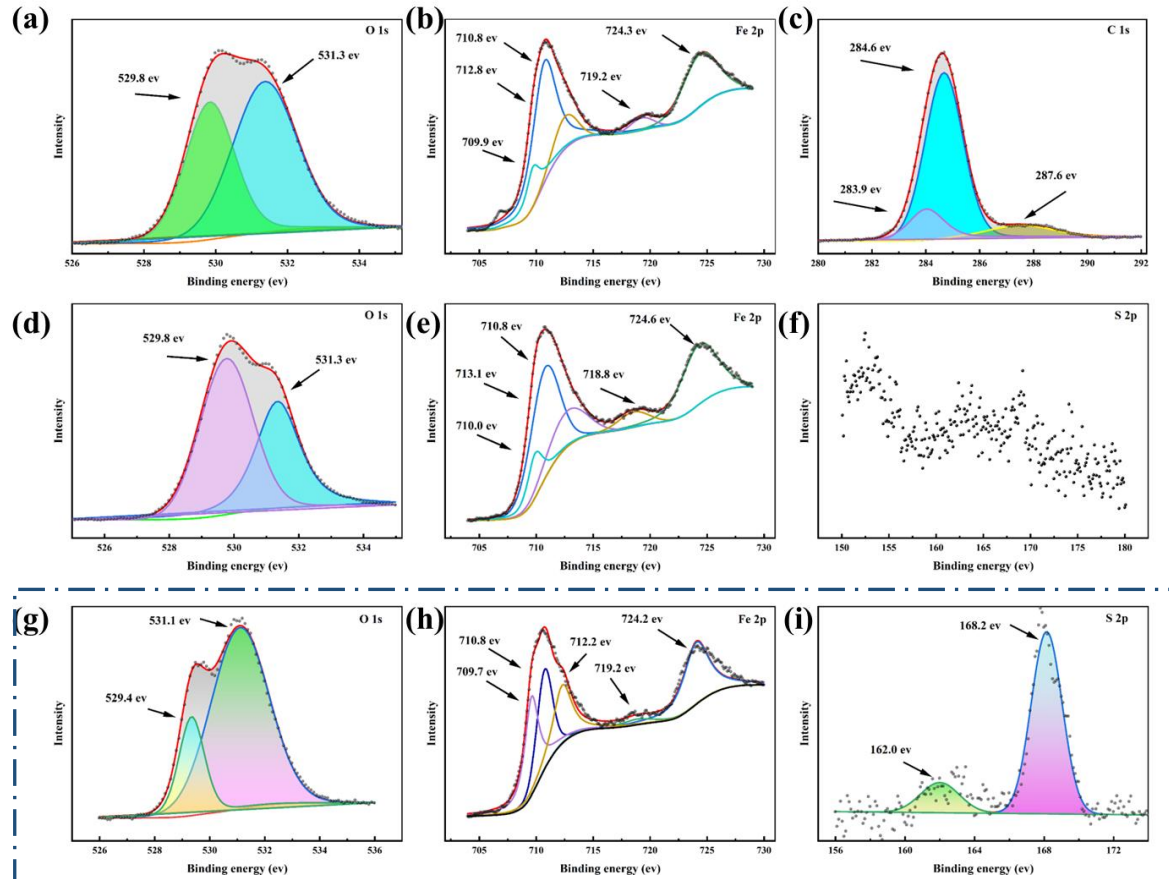 (a)
O 1s
529.8 ev
531.3 ev
Intensity
526 528 530 532 534
Binding energy (ev)
(b)
Fe 2p
710.8 ev
724.3 ev
712.8 ev
719.2 ev
709.9 ev
Intensity
705 710 715 720 725 730
Binding energy (ev)
(c)
C 1s
284.6 ev
283.9 ev
287.6 ev
Intensity
280 282 284 286 288 290 292
Binding energy (ev)
(d)
O 1s
529.8 ev
531.3 ev
Intensity
526 528 530 532 534
Binding energy (ev)
(e)
Fe 2p
710.8 ev
724.6 ev
713.1 ev
718.8 ev
710.0 ev
Intensity
705 710 715 720 725 730
Binding energy (ev)
(f)
S 2p
Intensity
150 155 160 165 170 175 180
Binding energy (ev)
(g)
O 1s
531.1 ev
529.4 ev
Intensity
526 528 530 532 534 536
Binding energy (ev)
(h)
Fe 2p
710.8 ev
712.2 ev
724.2 ev
709.7 ev
719.2 ev
Intensity
705 710 715 720 725 730
Binding energy (ev)
(i)
S 2p
168.2 ev
162.0 ev
Intensity
156 160 164 168 172
Binding energy (ev)